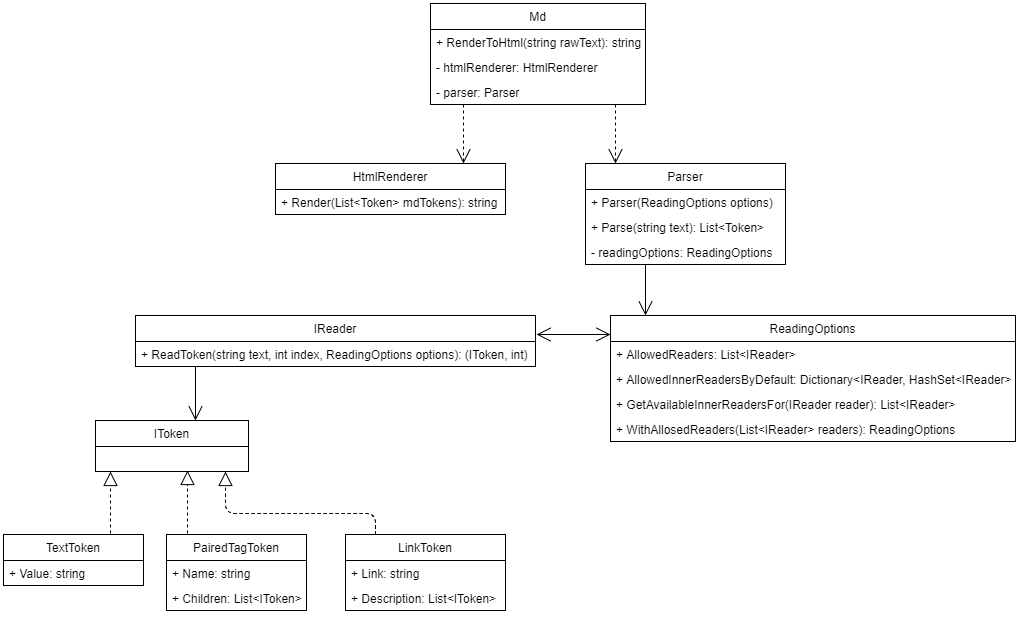 Md
+ RenderToHtml(string rawText): string
- htmlRenderer: HtmlRenderer
- parser: Parser
HtmlRenderer
+ Render(List<Token> mdTokens): string
Parser
+ Parser(ReadingOptions options)
+ Parse(string text): List<Token>
- readingOptions: ReadingOptions
IReader
+ ReadToken(string text, int index, ReadingOptions options): (IToken, int)
ReadingOptions
+ AllowedReaders: List<IReader>
+ AllowedInnerReadersByDefault: Dictionary<IReader, HashSet<IReader>
+ GetAvailableInnerReadersFor(IReader reader): List<IReader>
+ WithAllosedReaders(List<IReader> readers): ReadingOptions
IToken
TextToken
+ Value: string
PairedTagToken
+ Name: string
+ Children: List<IToken>
LinkToken
+ Link: string
+ Description: List<IToken>